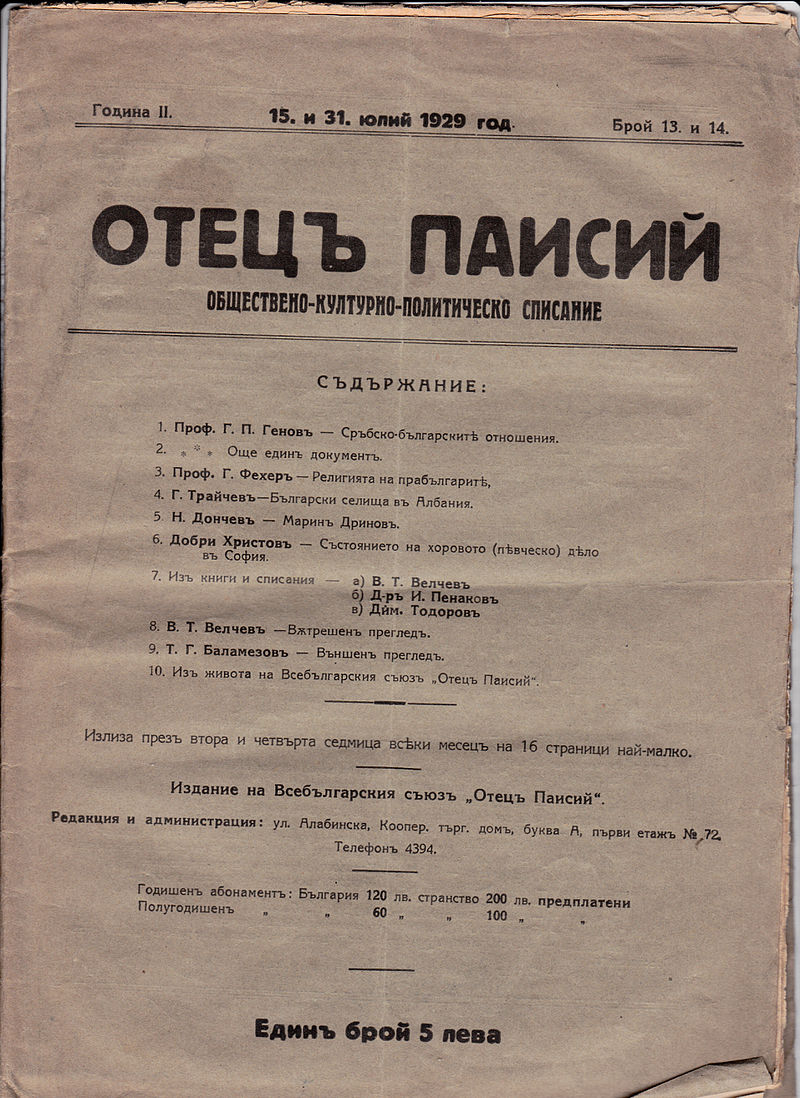 Година II.
15. и 31. юлий 1929 год.
Брой 13. и 14.
ОТЕЦЪ ПАИСИЙ
ОБЩЕСТВЕНО-КУЛТУРНО-ПОЛИТИЧЕСКО СПИСАНИЕ
СЪДЪРЖАНИЕ:
1. Проф. Г. П. Геновъ — Сръбско-българскитѣ отношения.
2. * * * Още единъ документъ.
3. Проф. Г. Фехеръ — Религията на прабългаритѣ,
4. Г. Трайчевъ—Български селища въ Албания.
5. Н. Дончевъ — Маринъ Дриновъ.
6. Добри Христовъ — Състоянието на хоровото (пѣвческо) дѣло
въ София.
7. Изъ книги и списания — а) В. Т. Велчевъ
б) Д-ръ И. Пенаковъ
в) Дим. Тодоровъ
8. В. Т. Велчевъ —Вѫтрешенъ прегледъ.
9. Т. Г. Баламезовъ — Външенъ прегледъ.
10. Изъ живота на Всебългарския съюзъ „Отецъ Паисий“.
Излиза презъ втора и четвърта седмица всѣки месецъ на 16 страници най-малко.
Издание на Всебългарския съюзъ „Отецъ Паисий“.
Редакция и администрация: ул. Алабинска, Коопер. търг. домъ, буква А, първи етажъ № 72.
Телефонъ 4394.
Годишенъ абонаментъ: България 120 лв. странство 200 лв. предплатени
Полугодишенъ „ „ 60 „ „ 100 „ „
Единъ брой 5 лева